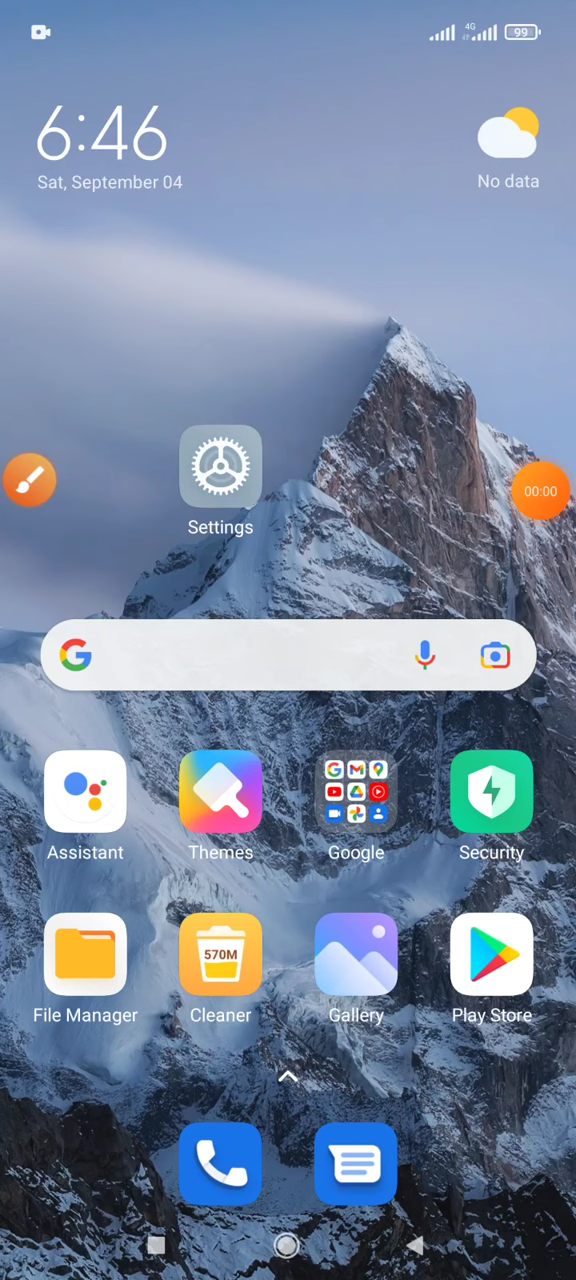 4G
99
6:46
Sat, September 04
No data
Settings
00:00
Assistant
Themes
Google
Security
570M
File Manager
Cleaner
Gallery
Play Store